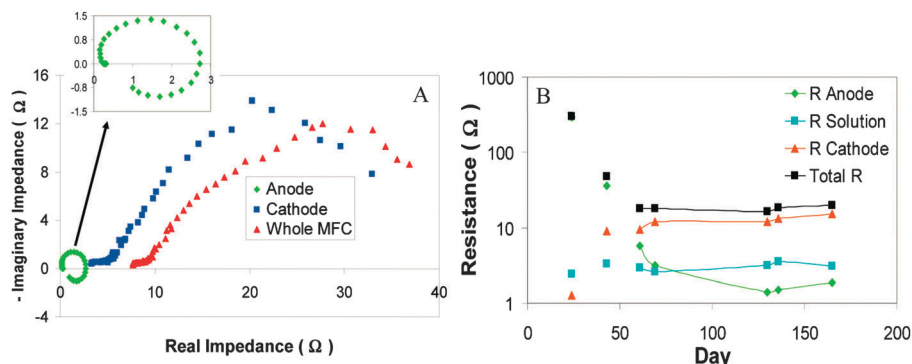 1.5
0.8
0.0
-0.8
-1.5
0 1 2 3
A
16
12
8
4
0
-4
0 10 20 30 40
- Imaginary Impedance ( Ω )
Real Impedance ( Ω )
Anode
Cathode
Whole MFC
B
1000
100
10
1
0 50 100 150 200
Resistance ( Ω )
Day
R Anode
R Solution
R Cathode
Total R